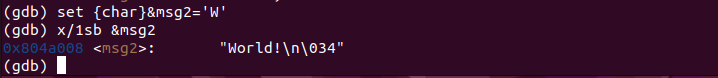 (gdb) set {char}&msg2='W'
(gdb) x/1sb &msg2
0x804a008 <msg2>:        "World!\n\034"
(gdb)